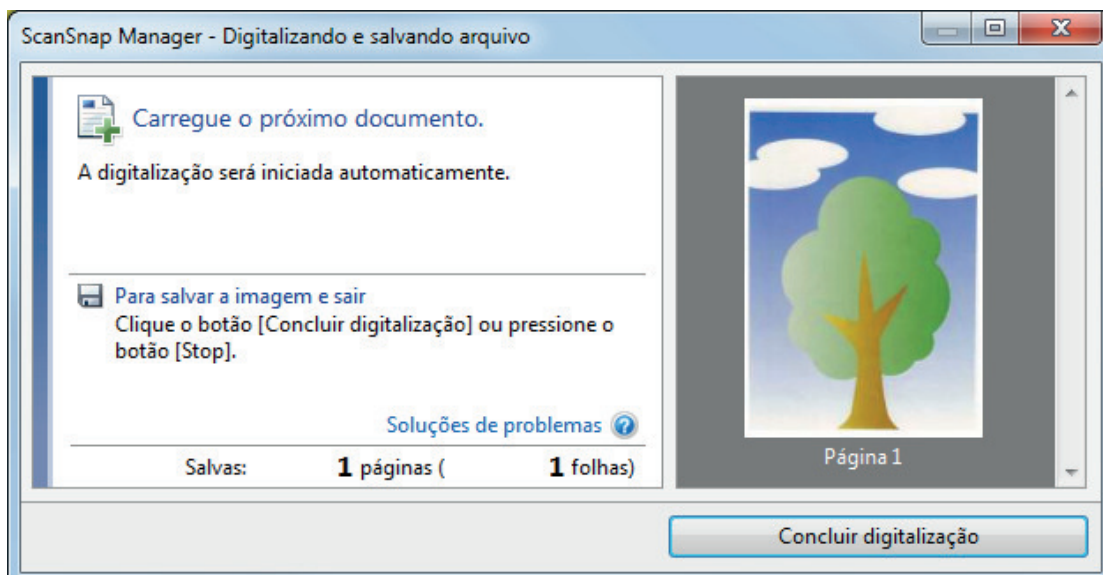 ScanSnap Manager - Digitalizando e salvando arquivo
Carregue o próximo documento.
A digitalização será iniciada automaticamente.
Para salvar a imagem e sair
Clique o botão [Concluir digitalização] ou pressione o
botão [Stop].
Soluções de problemas
Salvas: 1 páginas ( 1 folhas)
Página 1
Concluir digitalização